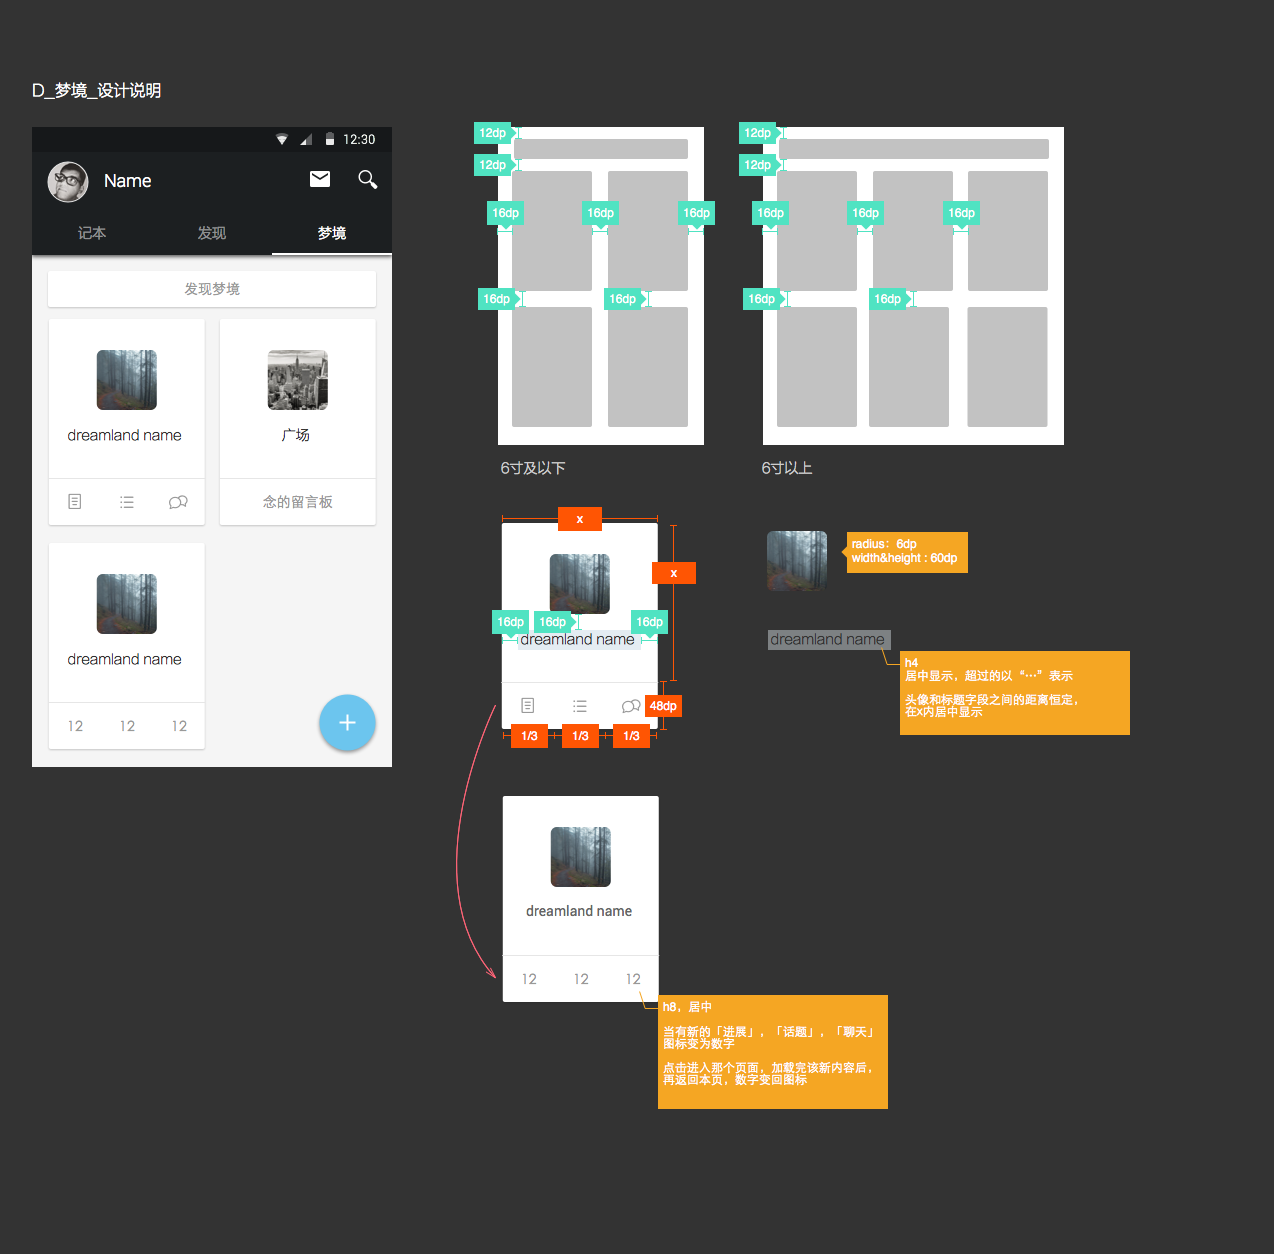 D_梦境_设计说明
12:30
Name
记本 发现 梦境
发现梦境
dreamland name
广场
念的留言板
dreamland name
12 12 12
12dp
12dp
16dp 16dp 16dp
16dp 16dp
6寸及以下
12dp
12dp
16dp 16dp 16dp
16dp 16dp
6寸以上
x
x
16dp 16dp 16dp
dreamland name
48dp
1/3 1/3 1/3
radius: 6dp
width&height : 60dp
dreamland name
h4
居中显示，超过的以“…”表示
头像和标题字段之间的距离恒定，
在x内居中显示
dreamland name
12 12 12
h8，居中
当有新的「进展」，「话题」，「聊天」
图标变为数字
点击进入那个页面，加载完该新内容后，
再返回本页，数字变回图标